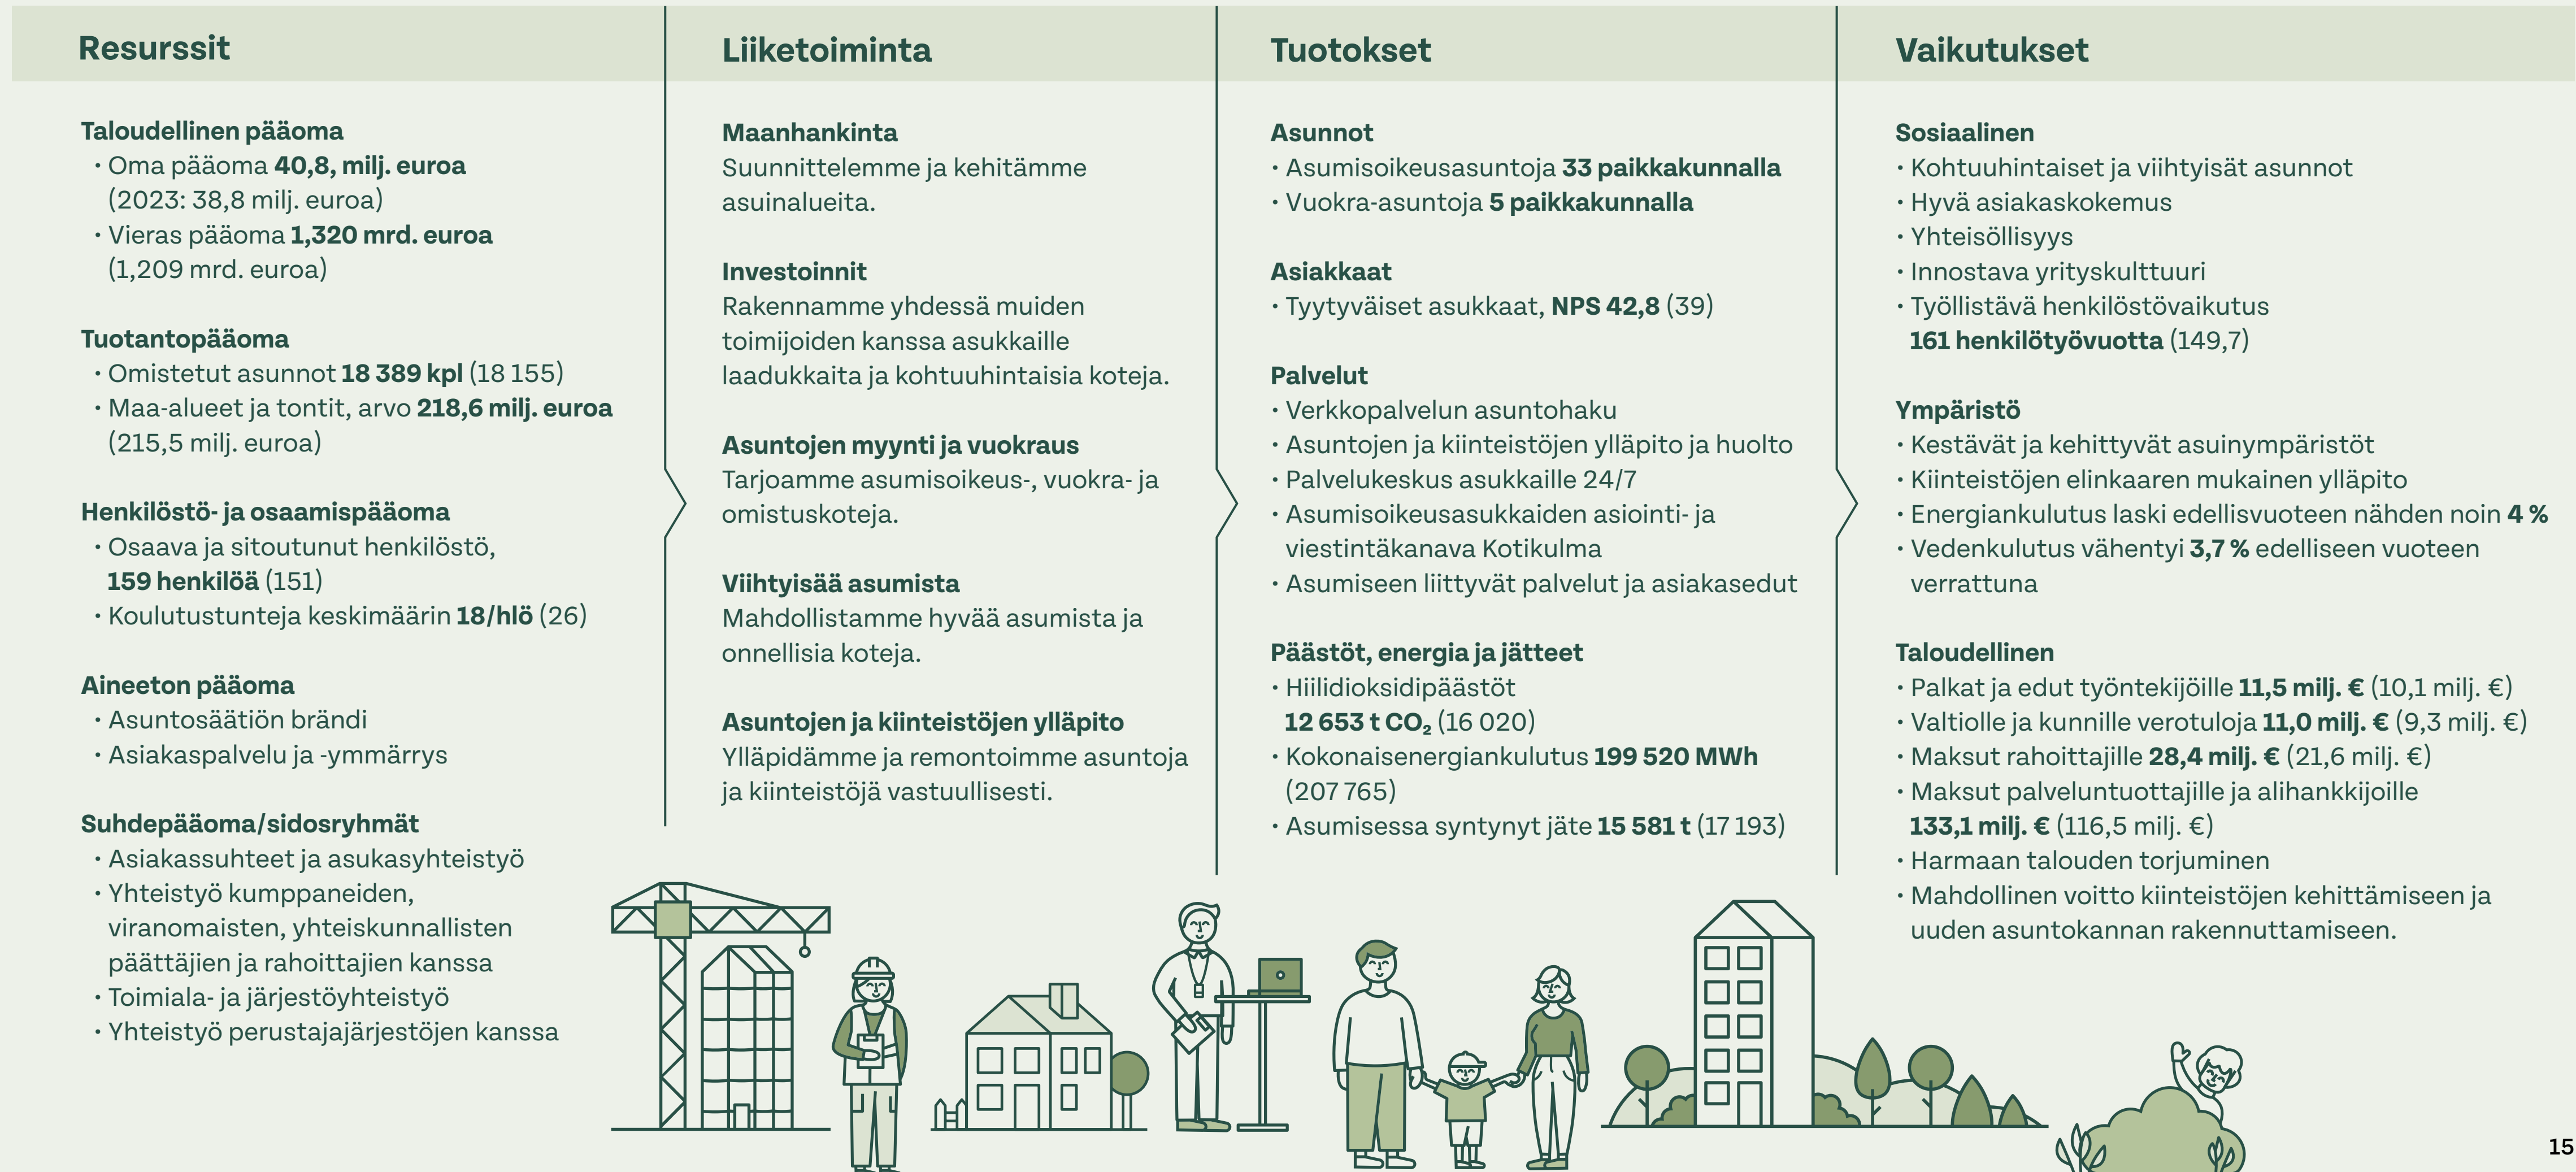 Resurssit
Taloudellinen pääoma
• Oma pääoma 40,8, milj. euroa
(2023: 38,8 milj. euroa)
• Vieras pääoma 1,320 mrd. euroa
(1,209 mrd. euroa)
Tuotantopääoma
• Omistetut asunnot 18 389 kpl (18 155)
• Maa-alueet ja tontit, arvo 218,6 milj. euroa
(215,5 milj. euroa)
Henkilöstö- ja osaamispääoma
• Osaava ja sitoutunut henkilöstö,
159 henkilöä (151)
• Koulutustunteja keskimäärin 18/hlö (26)
Aineeton pääoma
• Asuntosäätiön brändi
• Asiakaspalvelu ja -ymmärrys
Suhdepääoma/sidosryhmät
• Asiakassuhteet ja asukasyhteistyö
• Yhteistyö kumppaneiden,
viranomaisten, yhteiskunnallisten
päättäjien ja rahoittajien kanssa
• Toimiala- ja järjestöyhteistyö
• Yhteistyö perustajajärjestöjen kanssa
Liiketoiminta
Maanhankinta
Suunnittelemme ja kehitämme
asuinalueita.
Investoinnit
Rakennamme yhdessä muiden
toimijoiden kanssa asukkaille
laadukkaita ja kohtuuhintaisia koteja.
Asuntojen myynti ja vuokraus
Tarjoamme asumisoikeus-, vuokra- ja
omistuskoteja.
Viihtyisää asumista
Mahdollistamme hyvää asumista ja
onnellisia koteja.
Asuntojen ja kiinteistöjen ylläpito
Ylläpidämme ja remontoimme asuntoja
ja kiinteistöjä vastuullisesti.
Tuotokset
Asunnot
• Asumisoikeusasuntoja 33 paikkakunnalla
• Vuokra-asuntoja 5 paikkakunnalla
Asiakkaat
• Tyytyväiset asukkaat, NPS 42,8 (39)
Palvelut
• Verkkopalvelun asuntohaku
• Asuntojen ja kiinteistöjen ylläpito ja huolto
• Palvelukeskus asukkaille 24/7
• Asumisoikeusasukkaiden asiointi- ja
viestintäkanava Kotikulma
• Asumiseen liittyvät palvelut ja asiakasedut
Päästöt, energia ja jätteet
• Hiilidioksidipäästöt
12 653 t CO₂ (16 020)
• Kokonaisenergiankulutus 199 520 MWh
(207 765)
• Asumisessa syntynyt jäte 15 581 t (17 193)
Vaikutukset
Sosiaalinen
• Kohtuuhintaiset ja viihtyisät asunnot
• Hyvä asiakaskokemus
• Yhteisöllisyys
• Innostava yrityskulttuuri
• Työllistävä henkilöstövaikutus
161 henkilötyövuotta (149,7)
Ympäristö
• Kestävät ja kehittyvät asuinympäristöt
• Kiinteistöjen elinkaaren mukainen ylläpito
• Energiankulutus laski edellisvuoteen nähden noin 4 %
• Vedenkulutus vähentyi 3,7 % edelliseen vuoteen
verrattuna
Taloudellinen
• Palkat ja edut työntekijöille 11,5 milj. € (10,1 milj. €)
• Valtiolle ja kunnille verotuloja 11,0 milj. € (9,3 milj. €)
• Maksut rahoittajille 28,4 milj. € (21,6 milj. €)
• Maksut palveluntuottajille ja alihankkijoille
133,1 milj. € (116,5 milj. €)
• Harmaan talouden torjuminen
• Mahdollinen voitto kiinteistöjen kehittämiseen ja
uuden asuntokannan rakennuttamiseen.
15